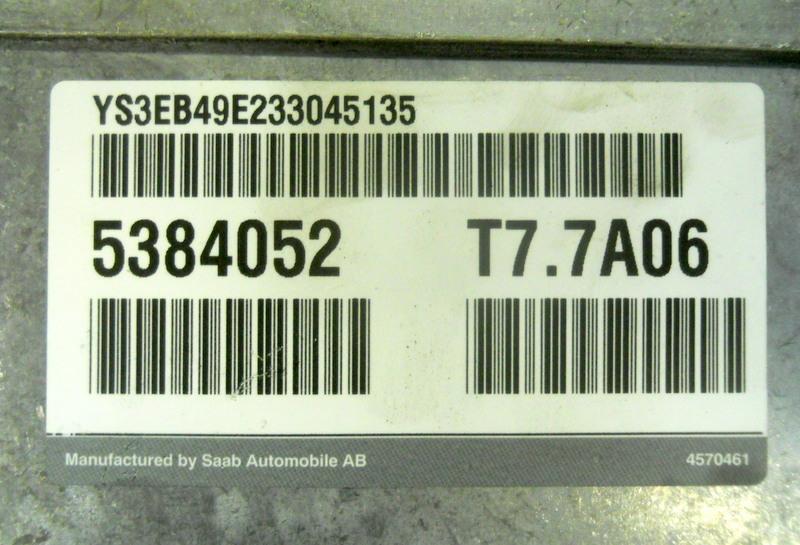 YS3EB49E233045135
5384052 T7.7A06
Manufactured by Saab Automobile AB 4570461